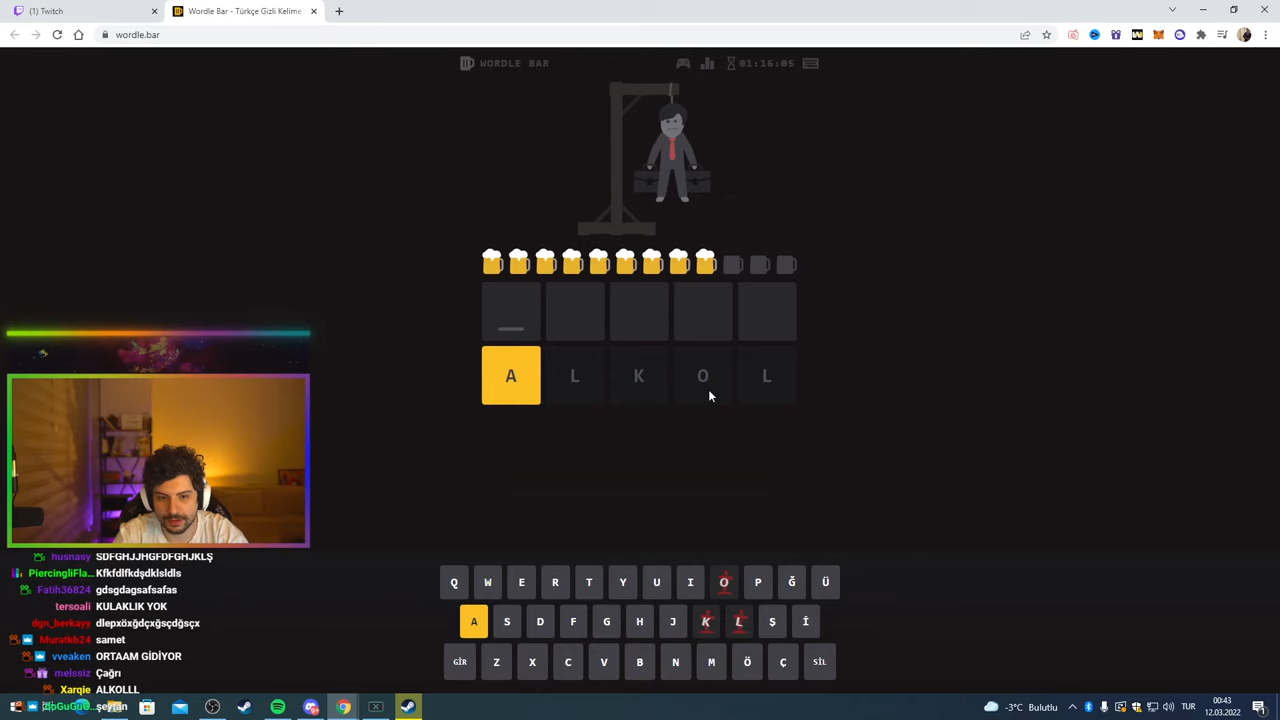 (1) Twitch
Wordle Bar - Türkçe Gizli Kelime
wordle.bar
WORDLE BAR
01:16:05
A L K O L
Q W E R T Y U I O P Ğ Ü
A S D F G H J K L Ş İ
GİR Z X C V B N M Ö Ç SİL
husnasy SDFGHJJHGFDFGHJKLŞ
PiercingliFla... Kfkfdlfkdşdklsldls
Fatih36824 gdsgdagsafsafas
tersoali KULAKLIK YOK
dgn_berkayy dlepxöxğdçxğsçdğsçx
Muratkb24 samet
vveaken ORTAAM GİDİYOR
melssiz Çağrı
Xarqie ALKOLLL
şeytan
-3°C Bulutlu
TUR
00:43
12.03.2022